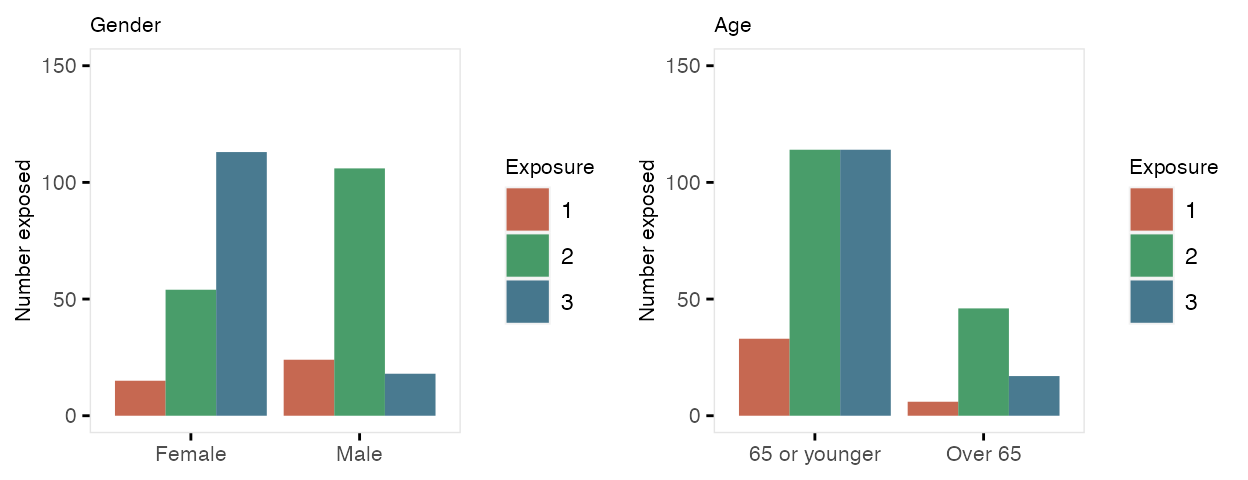 Gender
150
100
50
0
Number exposed
Female Male
Exposure
1
2
3
Age
150
100
50
0
Number exposed
65 or younger Over 65
Exposure
1
2
3